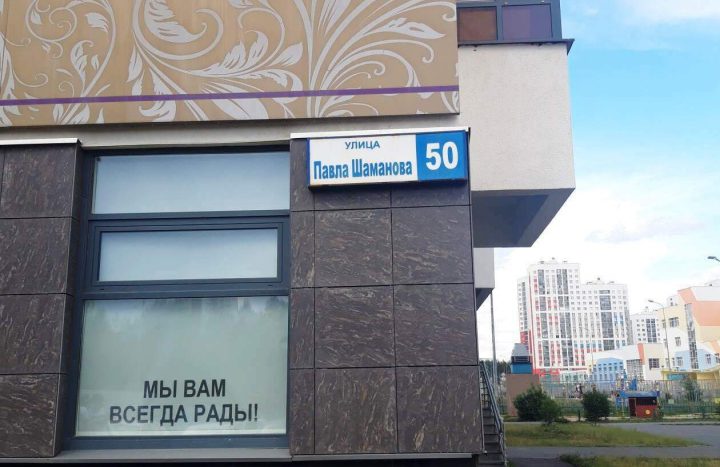 УЛИЦА
Павла Шаманова 50
МЫ ВАМ
ВСЕГДА РАДЫ!